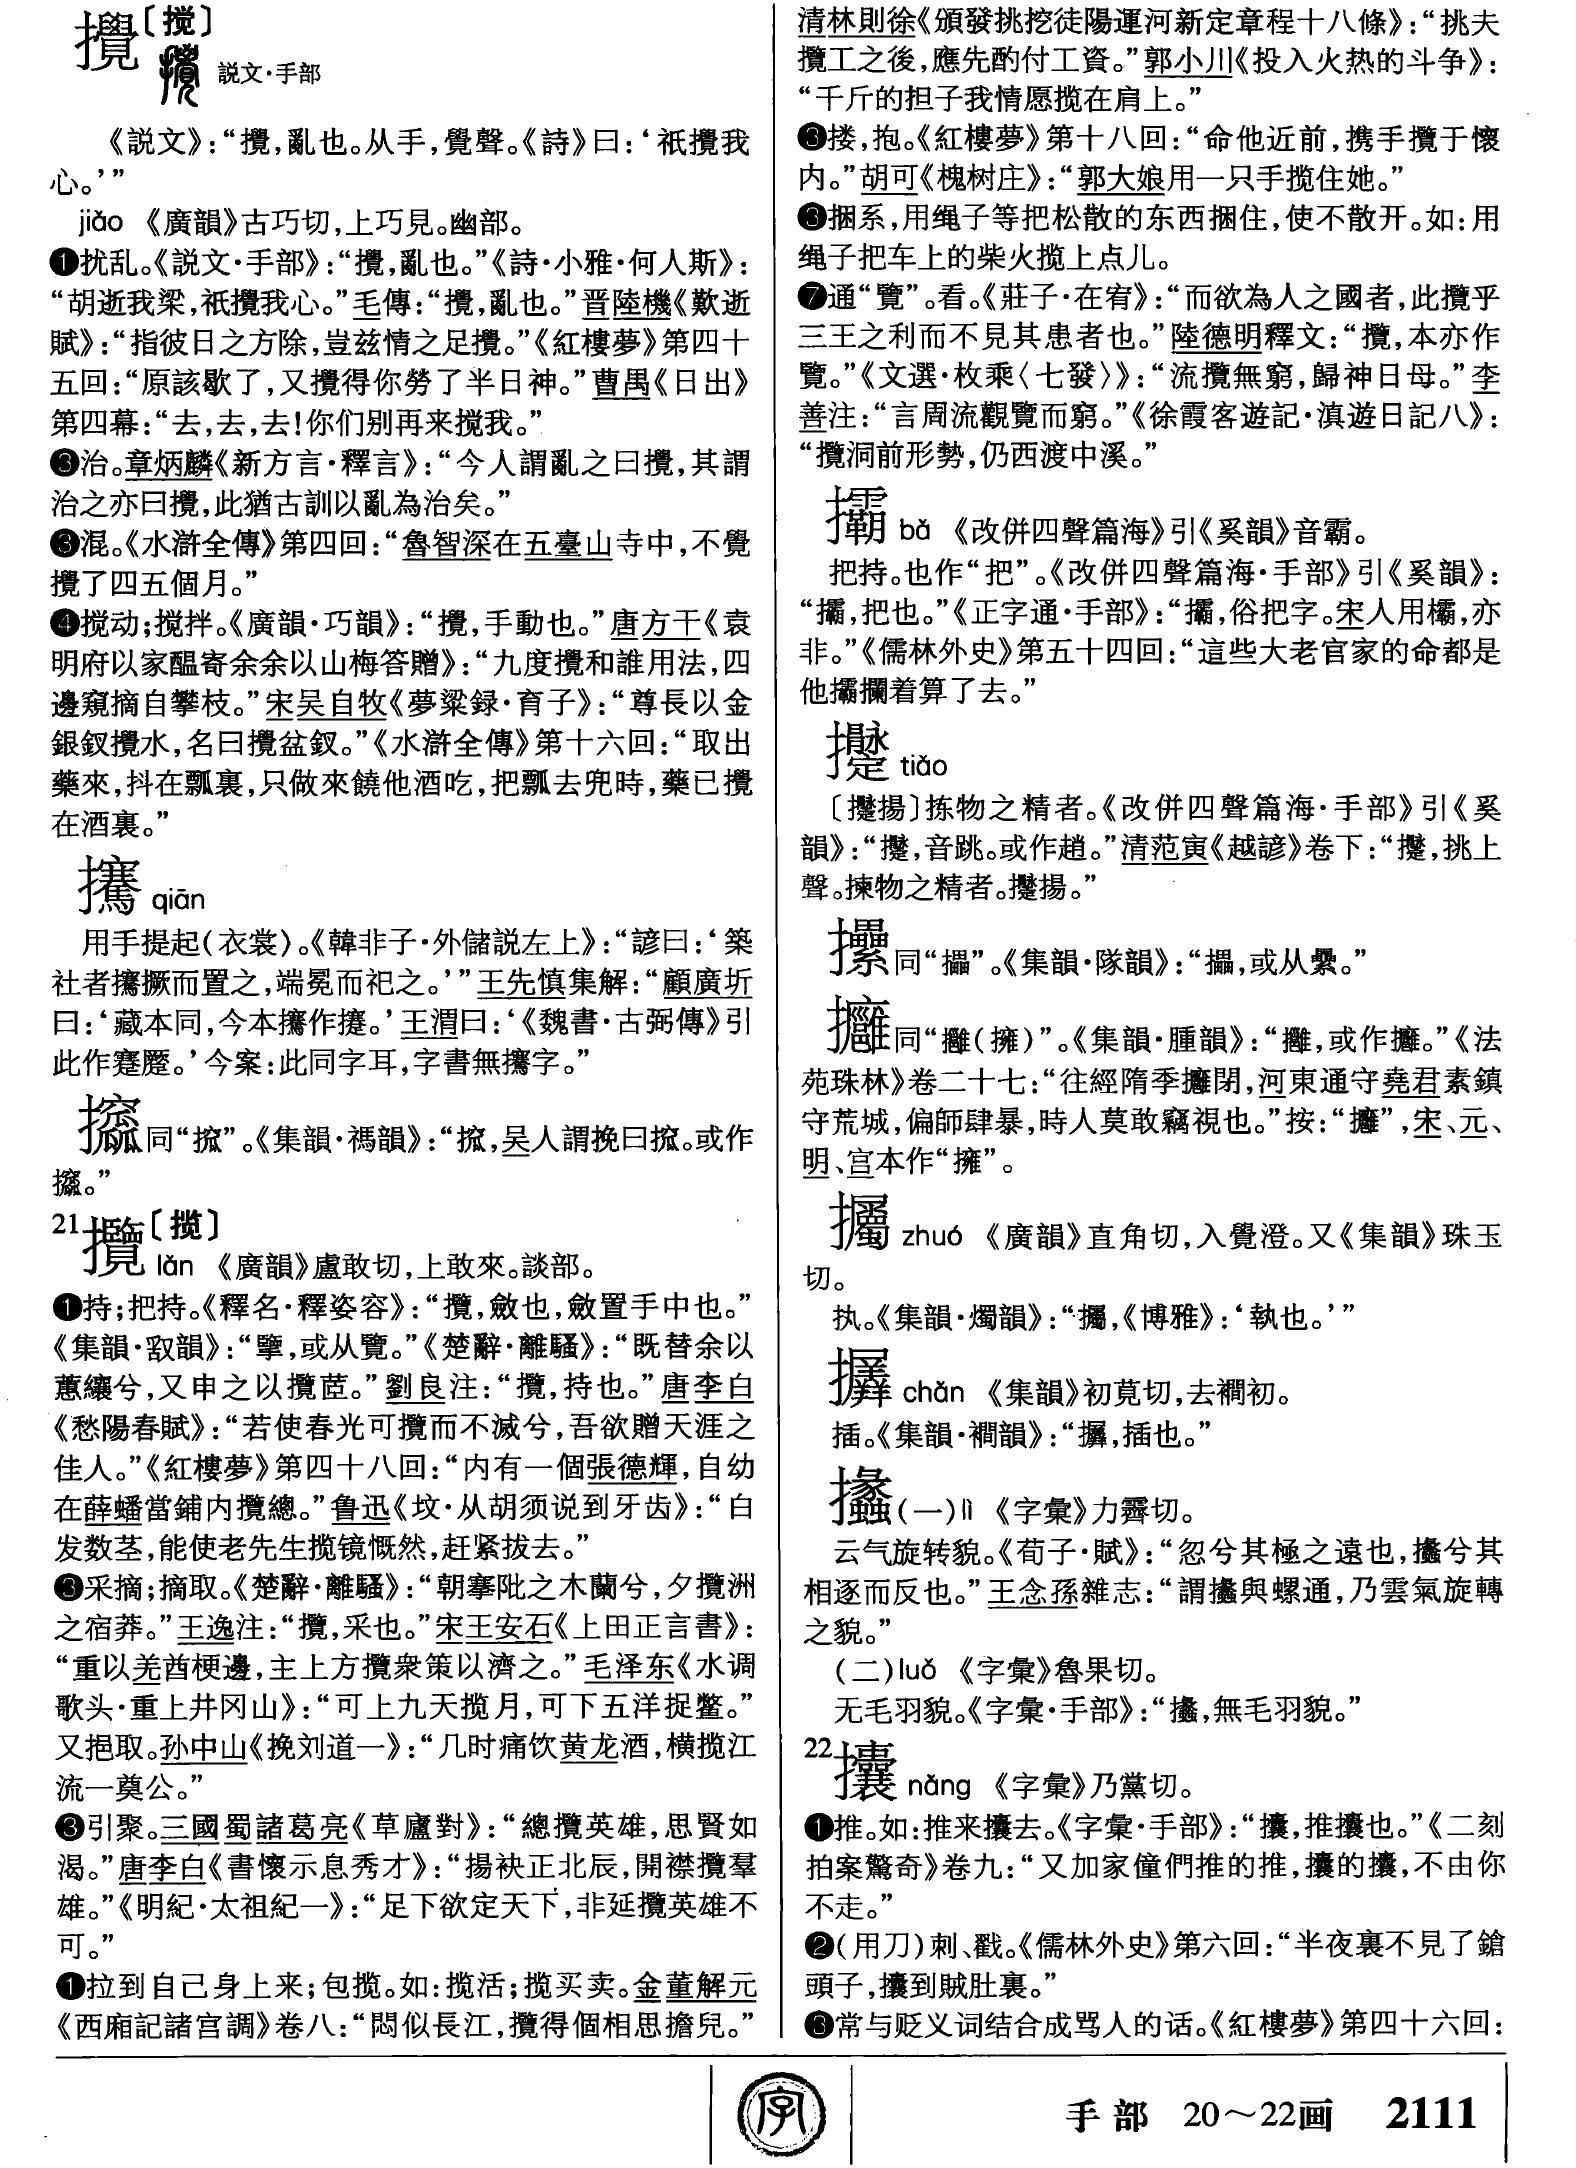 攪〔搅〕
説文·手部
《説文》：“攪，亂也。从手，覺聲。《詩》曰：‘祇攪我
心。’”
jiǎo 《廣韻》古巧切，上巧見。幽部。
❶扰乱。《説文·手部》：“攪，亂也。”《詩·小雅·何人斯》：
“胡逝我梁，祇攪我心。”毛傳：“攪，亂也。”晋陸機《歎逝
賦》：“指彼日之方除，豈兹情之足攪。”《紅樓夢》第四十
五回：“原該歇了，又攪得你勞了半日神。”曹禺《日出》
第四幕：“去，去，去！你们别再来搅我。”
❸治。章炳麟《新方言·釋言》：“今人謂亂之曰攪，其謂
治之亦曰攪，此猶古訓以亂為治矣。”
❸混。《水滸全傳》第四回：“魯智深在五臺山寺中，不覺
攪了四五個月。”
❹搅动；搅拌。《廣韻·巧韻》：“攪，手動也。”唐方干《袁
明府以家醖寄余余以山梅答贈》：“九度攪和誰用法，四
邊窺摘自攀枝。”宋吴自牧《夢粱録·育子》：“尊長以金
銀釵攪水，名曰攪盆釵。”《水滸全傳》第十六回：“取出
藥來，抖在瓢裏，只做來饒他酒吃，把瓢去兜時，藥已攪
在酒裏。”
攐 qiān
用手提起（衣裳）。《韓非子·外儲説左上》：“諺曰：‘築
社者攐撅而置之，端冕而祀之。’”王先慎集解：“顧廣圻
曰：‘藏本同，今本攐作搴。’王渭曰：‘《魏書·古弼傳》引
此作蹇蹷。’今案：此同字耳，字書無攐字。”
同“搲”。《集韻·禡韻》：“搲，吴人謂挽曰搲。或作
21攬〔揽〕
lǎn 《廣韻》盧敢切，上敢來。談部。
❶持；把持。《釋名·釋姿容》：“攬，斂也，斂置手中也。”
《集韻·㪉韻》：“擥，或从覽。”《楚辭·離騷》：“既替余以
蕙纕兮，又申之以攬茝。”劉良注：“攬，持也。”唐李白
《愁陽春賦》：“若使春光可攬而不滅兮，吾欲贈天涯之
佳人。”《紅樓夢》第四十八回：“内有一個張德輝，自幼
在薛蟠當鋪内攬總。”鲁迅《坟·从胡须说到牙齿》：“白
发数茎，能使老先生揽镜慨然，赶紧拔去。”
❸采摘；摘取。《楚辭·離騷》：“朝搴阰之木蘭兮，夕攬洲
之宿莽。”王逸注：“攬，采也。”宋王安石《上田正言書》：
“重以羌酋梗邊，主上方攬衆策以濟之。”毛泽东《水调
歌头·重上井冈山》：“可上九天揽月，可下五洋捉鳖。”
又挹取。孙中山《挽刘道一》：“几时痛饮黄龙酒，横揽江
流一奠公。”
❸引聚。三國蜀諸葛亮《草廬對》：“總攬英雄，思賢如
渴。”唐李白《書懷示息秀才》：“揚袂正北辰，開襟攬羣
雄。”《明紀·太祖紀一》：“足下欲定天下，非延攬英雄不
可。”
❶拉到自己身上来；包揽。如：揽活；揽买卖。金董解元
《西廂記諸宫調》卷八：“悶似長江，攬得個相思擔兒。”
清林則徐《頒發挑挖徒陽運河新定章程十八條》：“挑夫
攬工之後，應先酌付工資。”郭小川《投入火热的斗争》：
“千斤的担子我情愿揽在肩上。”
❸搂，抱。《紅樓夢》第十八回：“命他近前，携手攬于懷
内。”胡可《槐树庄》：“郭大娘用一只手揽住她。”
❸捆系，用绳子等把松散的东西捆住，使不散开。如：用
绳子把车上的柴火揽上点儿。
❼通“覽”。看。《莊子·在宥》：“而欲為人之國者，此攬乎
三王之利而不見其患者也。”陸德明釋文：“攬，本亦作
覽。”《文選·枚乘〈七發〉》：“流攬無窮，歸神日母。”李
善注：“言周流觀覽而窮。”《徐霞客遊記·滇遊日記八》：
“攬洞前形勢，仍西渡中溪。”
㩴 bǎ 《改併四聲篇海》引《奚韻》音霸。
把持。也作“把”。《改併四聲篇海·手部》引《奚韻》：
“㩴，把也。”《正字通·手部》：“㩴，俗把字。宋人用欛，亦
非。”《儒林外史》第五十四回：“這些大老官家的命都是
他㩴攔着算了去。”
tiǎo
揀物之精者。《改併四聲篇海·手部》引《奚
韻》：“，音跳。或作趙。”清范寅《越諺》卷下：“，挑上
聲。揀物之精者。揚。”
同“攂”。《集韻·隊韻》：“攂，或从纍。”
同“（擁）”。《集韻·腫韻》：“，或作。”《法
苑珠林》卷二十七：“往經隋季閉，河東通守堯君素鎮
守荒城，偏師肆暴，時人莫敢竊視也。”按：“”，宋、元、
明、宫本作“擁”。
㩵 zhuó 《廣韻》直角切，入覺澄。又《集韻》珠玉
切。
执。《集韻·燭韻》：“，《博雅》：‘執也。’”
chǎn 《集韻》初莧切，去襇初。
插。《集韻·襇韻》：“，插也。”
攭（一）lì 《字彙》力霽切。
云气旋转貌。《荀子·賦》：“忽兮其極之遠也，攭兮其
相逐而反也。”王念孫雜志：“謂攭與螺通，乃雲氣旋轉
之貌。”
（二）luǒ 《字彙》魯果切。
无毛羽貌。《字彙·手部》：“攭，無毛羽貌。”
22攮 nǎng 《字彙》乃黨切。
❶推。如：推来攮去。《字彙·手部》：“攮，推攮也。”《二刻
拍案驚奇》卷九：“又加家僮們推的推，攮的攮，不由你
不走。”
❷（用刀）刺、戳。《儒林外史》第六回：“半夜裏不見了鎗
頭子，攮到賊肚裏。”
❸常与贬义词结合成骂人的话。《紅樓夢》第四十六回：
字
手部 20～22画 2111